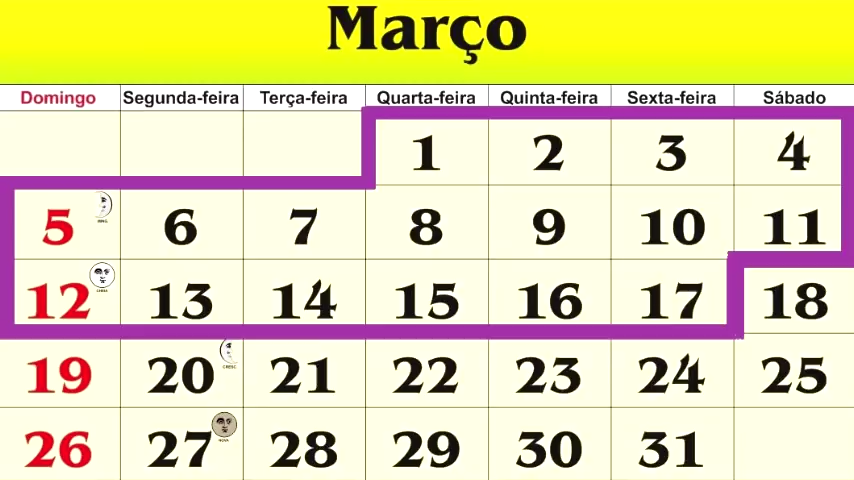 Março
Domingo Segunda-feira Terça-feira Quarta-feira Quinta-feira Sexta-feira Sábado
1 2 3 4
5 6 7 8 9 10 11
12 13 14 15 16 17 18
19 20 21 22 23 24 25
26 27 28 29 30 31